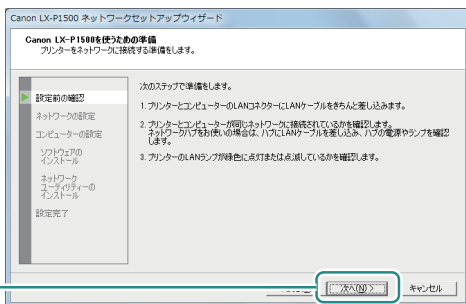 Canon LX-P1500 ネットワークセットアップウィザード
Canon LX-P1500を使うための準備
プリンターをネットワークに接続する準備をします。
設定前の確認
ネットワークの設定
コンピューターの設定
ソフトウェアの
インストール
ネットワーク
ユーティリティーの
インストール
設定完了
次のステップで準備をします。
1. プリンターとコンピューターのLANコネクターにLANケーブルをきちんと差し込みます。
2. プリンターとコンピューターが同じネットワークに接続されているかを確認します。
ネットワークハブをお使いの場合は、ハブにLANケーブルを差し込み、ハブの電源やランプを確認
します。
3. プリンターのLANランプが緑色に点灯または点滅しているかを確認します。
次へ(N) >
キャンセル